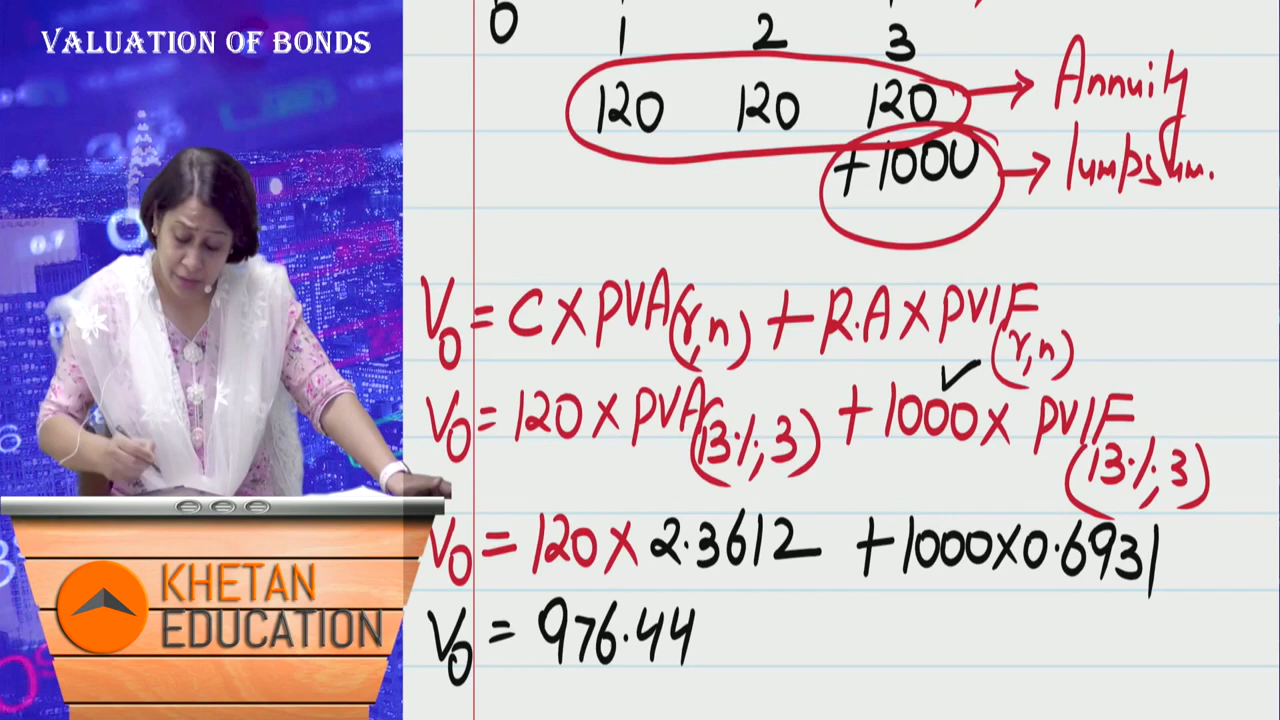 VALUATION OF BONDS
0 1 2 3
120 120 120 → Annuity
+1000 → lumpsum.
V₀ = C X PVA(r,n) + R.A X PVIF(r,n)
✓
V₀ = 120 X PVA(13%,3) + 1000 X PVIF(13%,3)
V₀ = 120 X 2.3612 + 1000 X 0.6931
V₀ = 976.44
KHETAN
EDUCATION